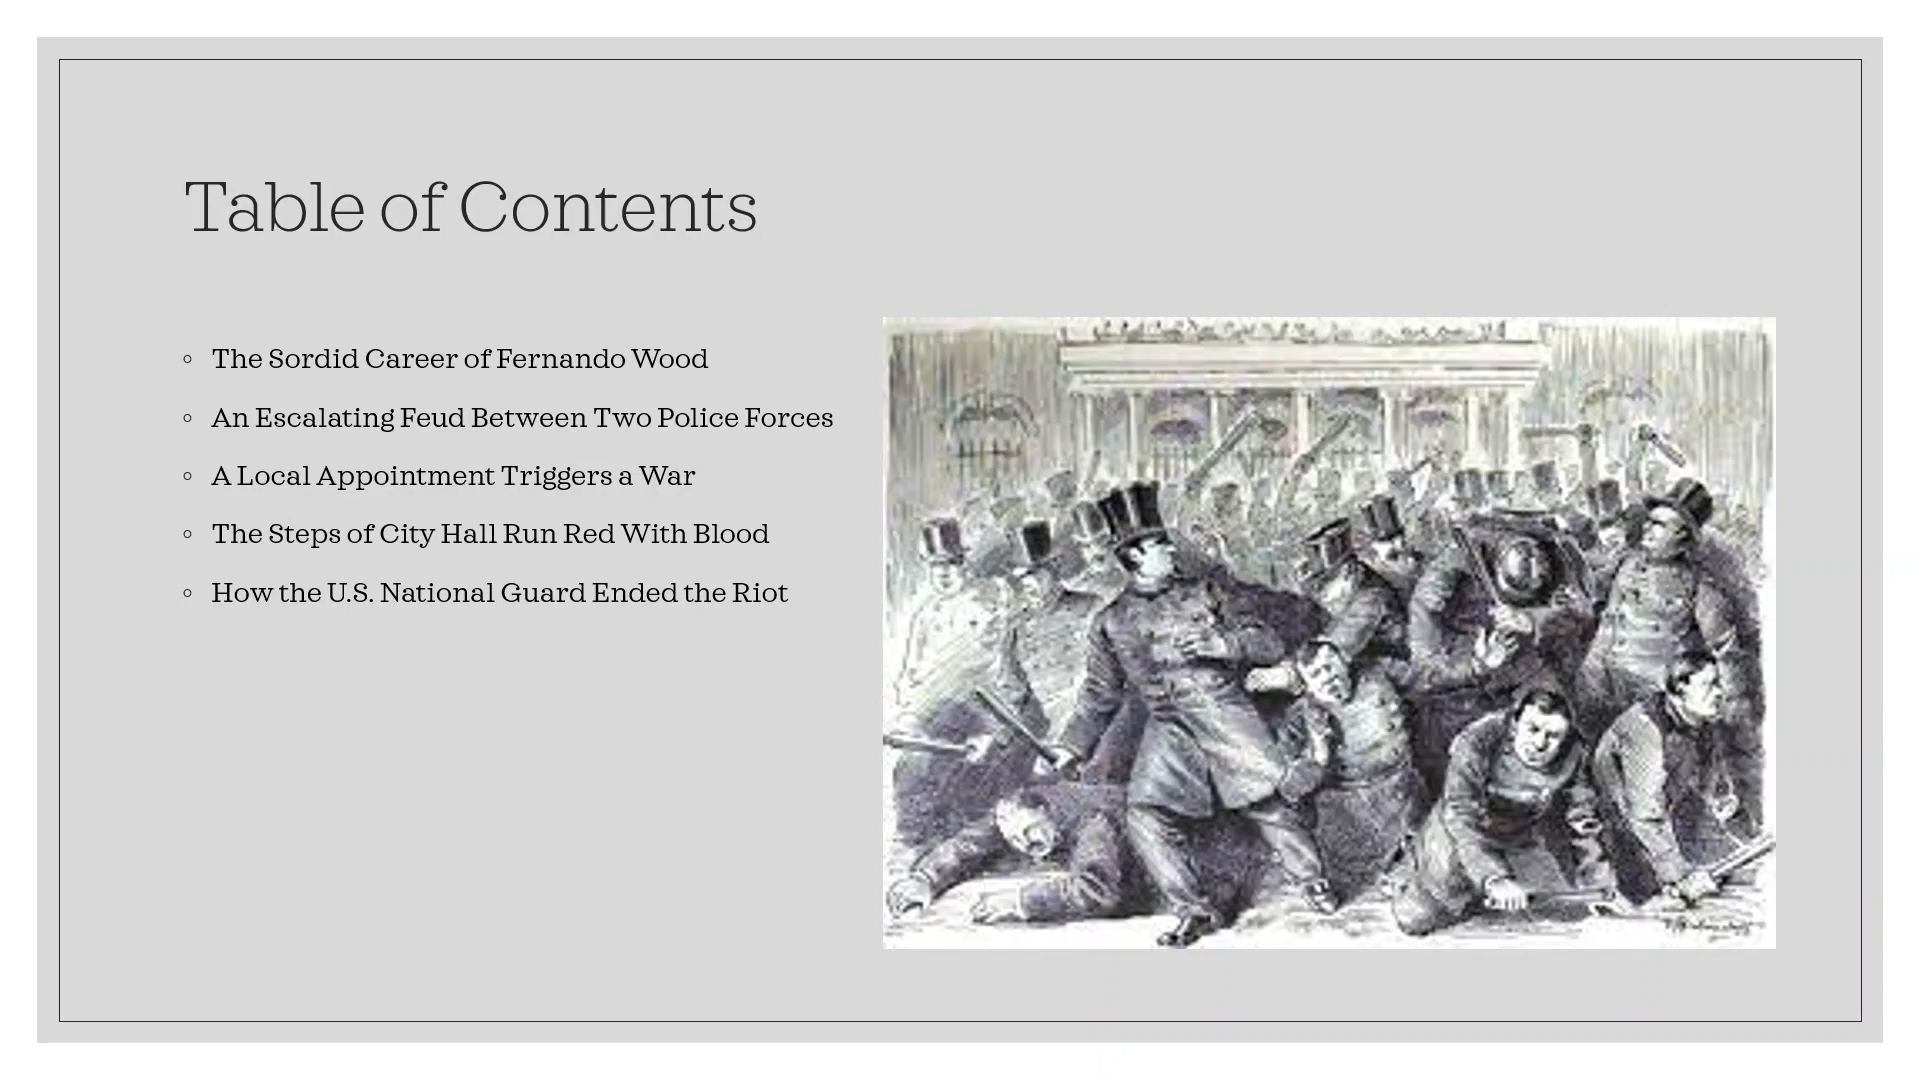 Table of Contents
The Sordid Career of Fernando Wood
An Escalating Feud Between Two Police Forces
A Local Appointment Triggers a War
The Steps of City Hall Run Red With Blood
How the U.S. National Guard Ended the Riot